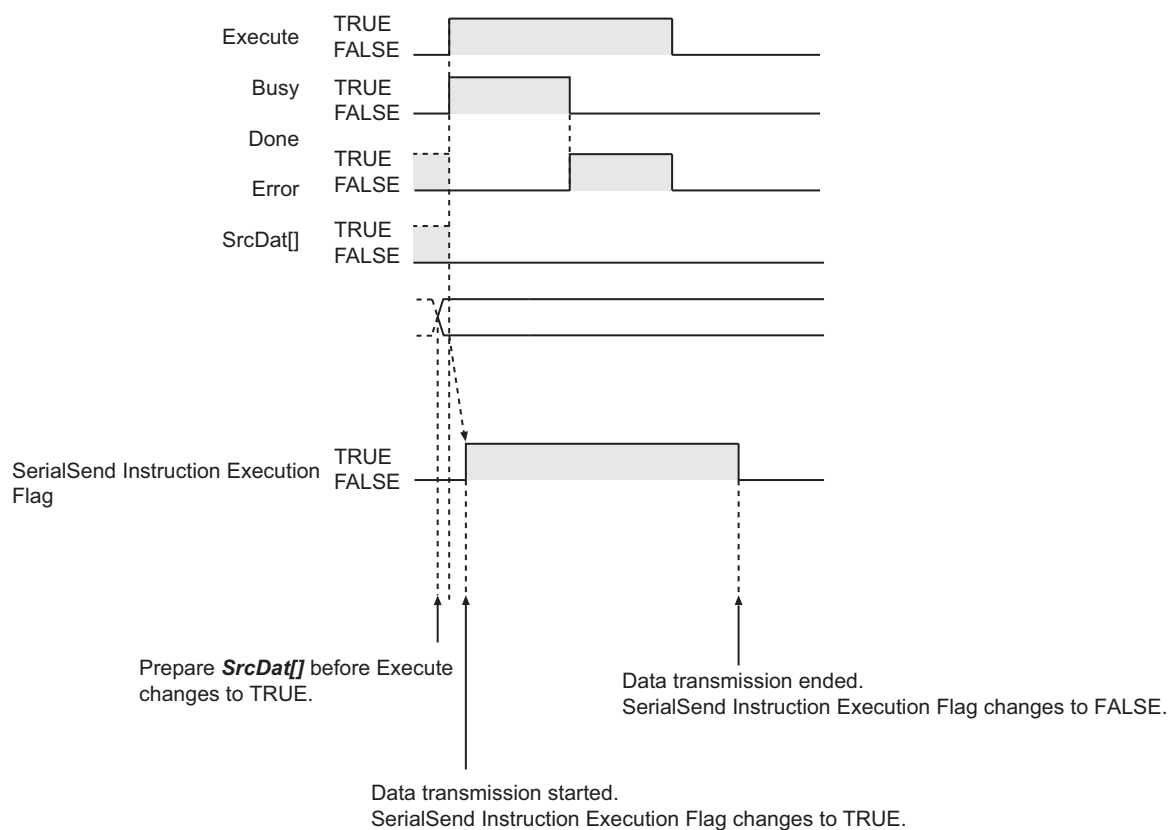 Execute
TRUE
FALSE
Busy
TRUE
FALSE
Done
TRUE
FALSE
Error
TRUE
FALSE
SrcDat[]
SerialSend Instruction Execution
Flag
TRUE
FALSE
Prepare SrcDat[] before Execute
changes to TRUE.
Data transmission ended.
SerialSend Instruction Execution Flag changes to FALSE.
Data transmission started.
SerialSend Instruction Execution Flag changes to TRUE.